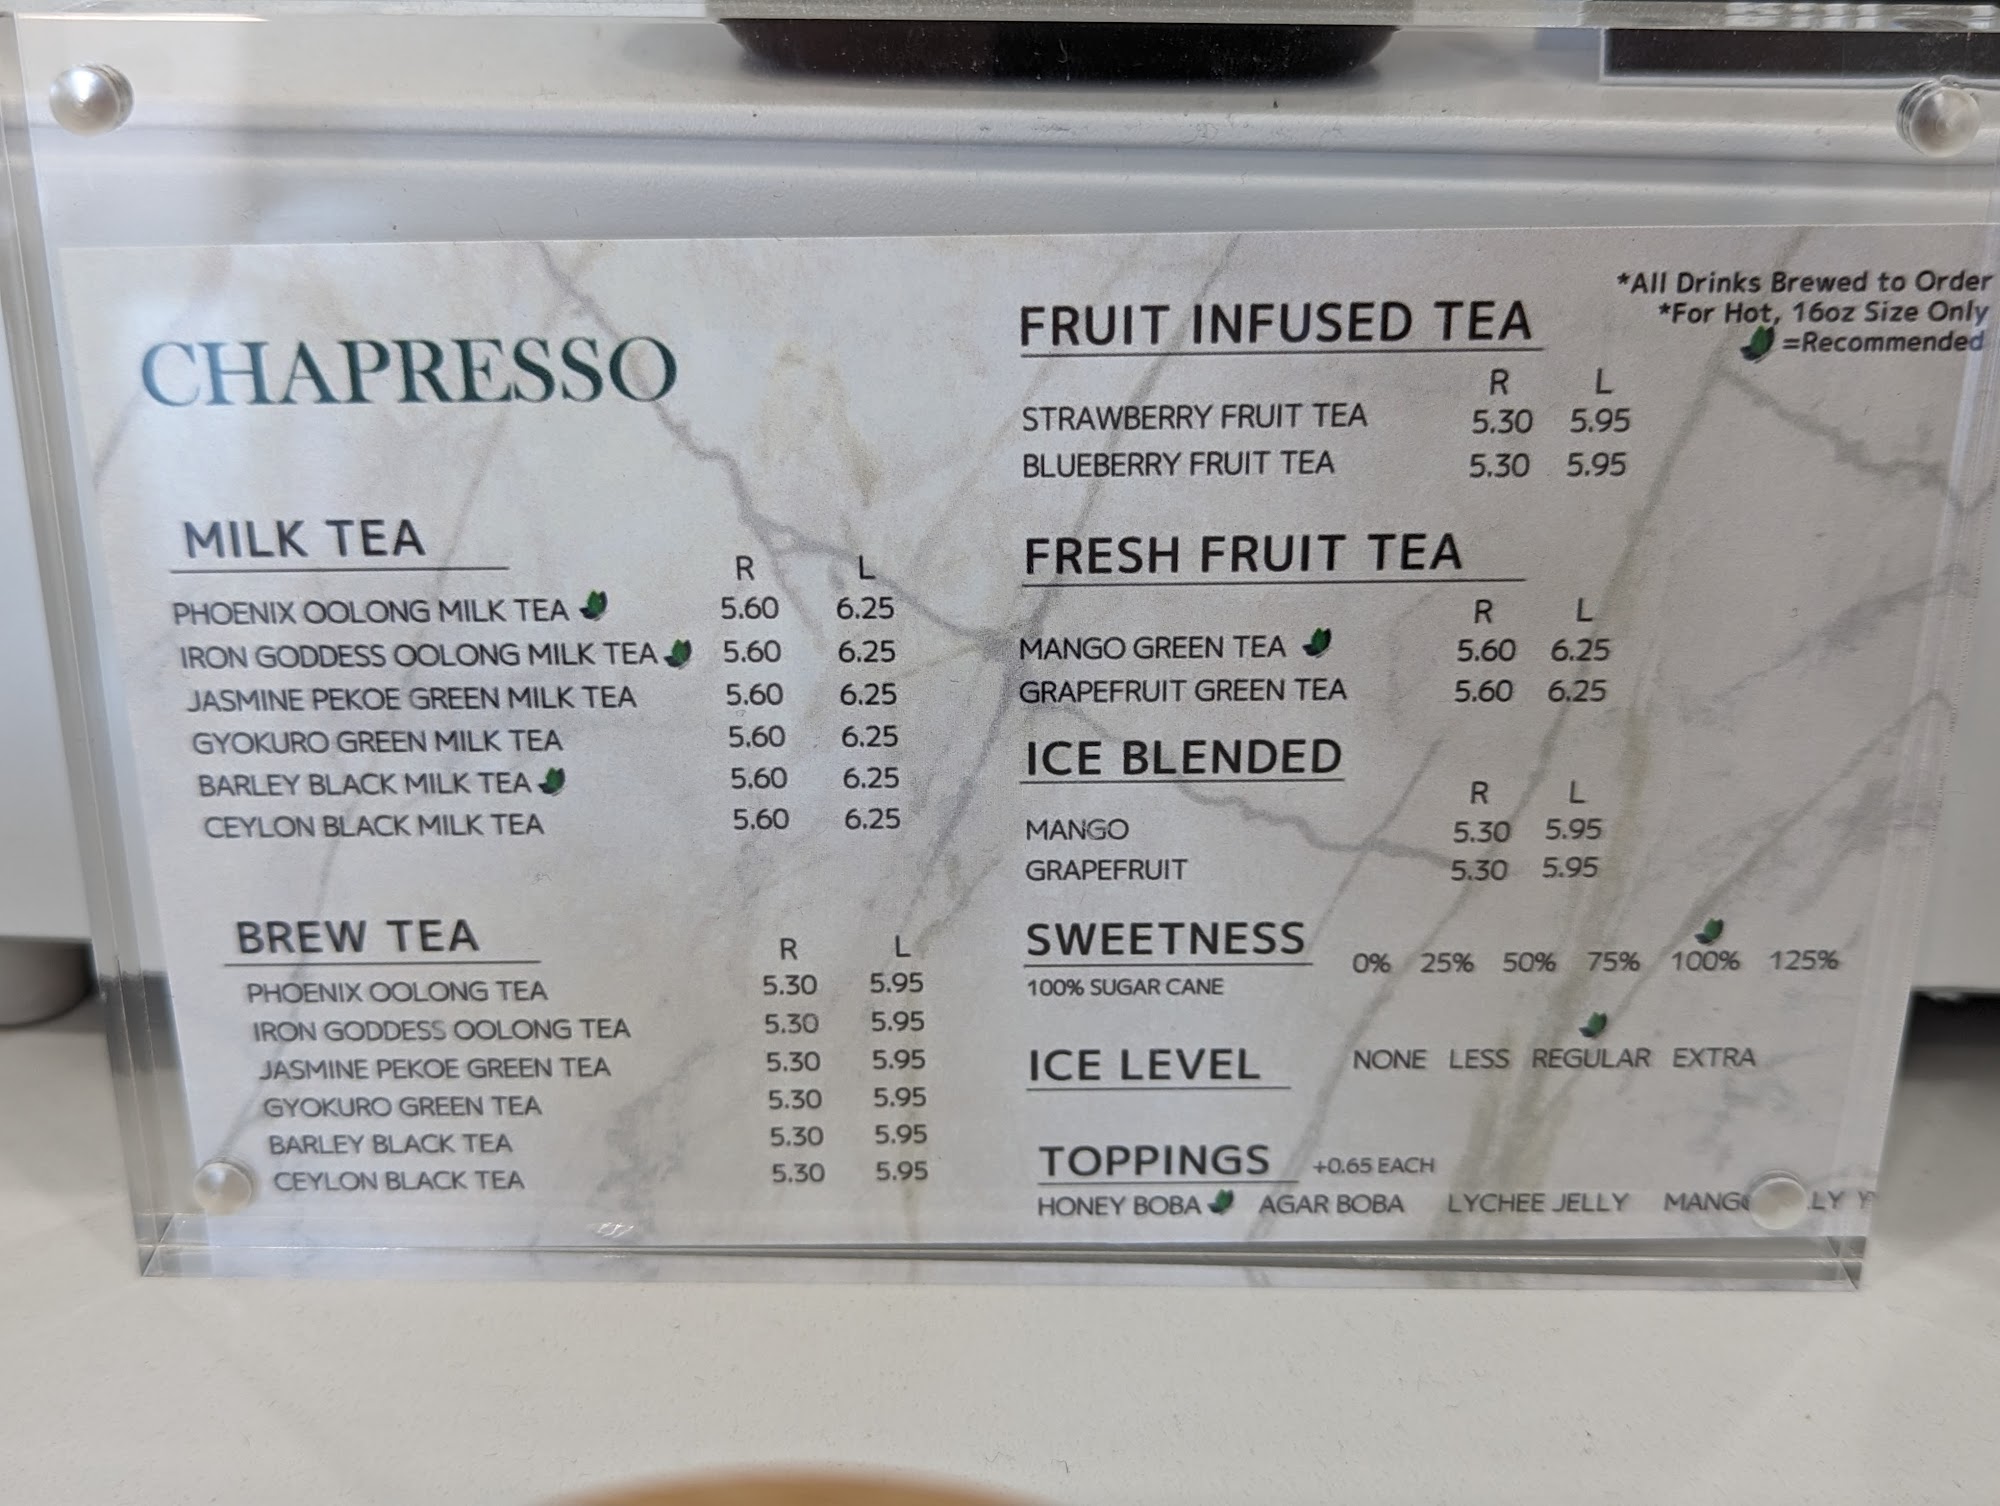 CHAPRESSO
MILK TEA
R L
PHOENIX OOLONG MILK TEA 5.60 6.25
IRON GODDESS OOLONG MILK TEA 5.60 6.25
JASMINE PEKOE GREEN MILK TEA 5.60 6.25
GYOKURO GREEN MILK TEA 5.60 6.25
BARLEY BLACK MILK TEA 5.60 6.25
CEYLON BLACK MILK TEA 5.60 6.25
BREW TEA
R L
PHOENIX OOLONG TEA 5.30 5.95
IRON GODDESS OOLONG TEA 5.30 5.95
JASMINE PEKOE GREEN TEA 5.30 5.95
GYOKURO GREEN TEA 5.30 5.95
BARLEY BLACK TEA 5.30 5.95
CEYLON BLACK TEA 5.30 5.95
*All Drinks Brewed to Order
*For Hot, 16oz Size Only
=Recommended
FRUIT INFUSED TEA
R L
STRAWBERRY FRUIT TEA 5.30 5.95
BLUEBERRY FRUIT TEA 5.30 5.95
FRESH FRUIT TEA
R L
MANGO GREEN TEA 5.60 6.25
GRAPEFRUIT GREEN TEA 5.60 6.25
ICE BLENDED
R L
MANGO 5.30 5.95
GRAPEFRUIT 5.30 5.95
SWEETNESS 0% 25% 50% 75% 100% 125%
100% SUGAR CANE
ICE LEVEL NONE LESS REGULAR EXTRA
TOPPINGS +0.65 EACH
HONEY BOBA AGAR BOBA LYCHEE JELLY